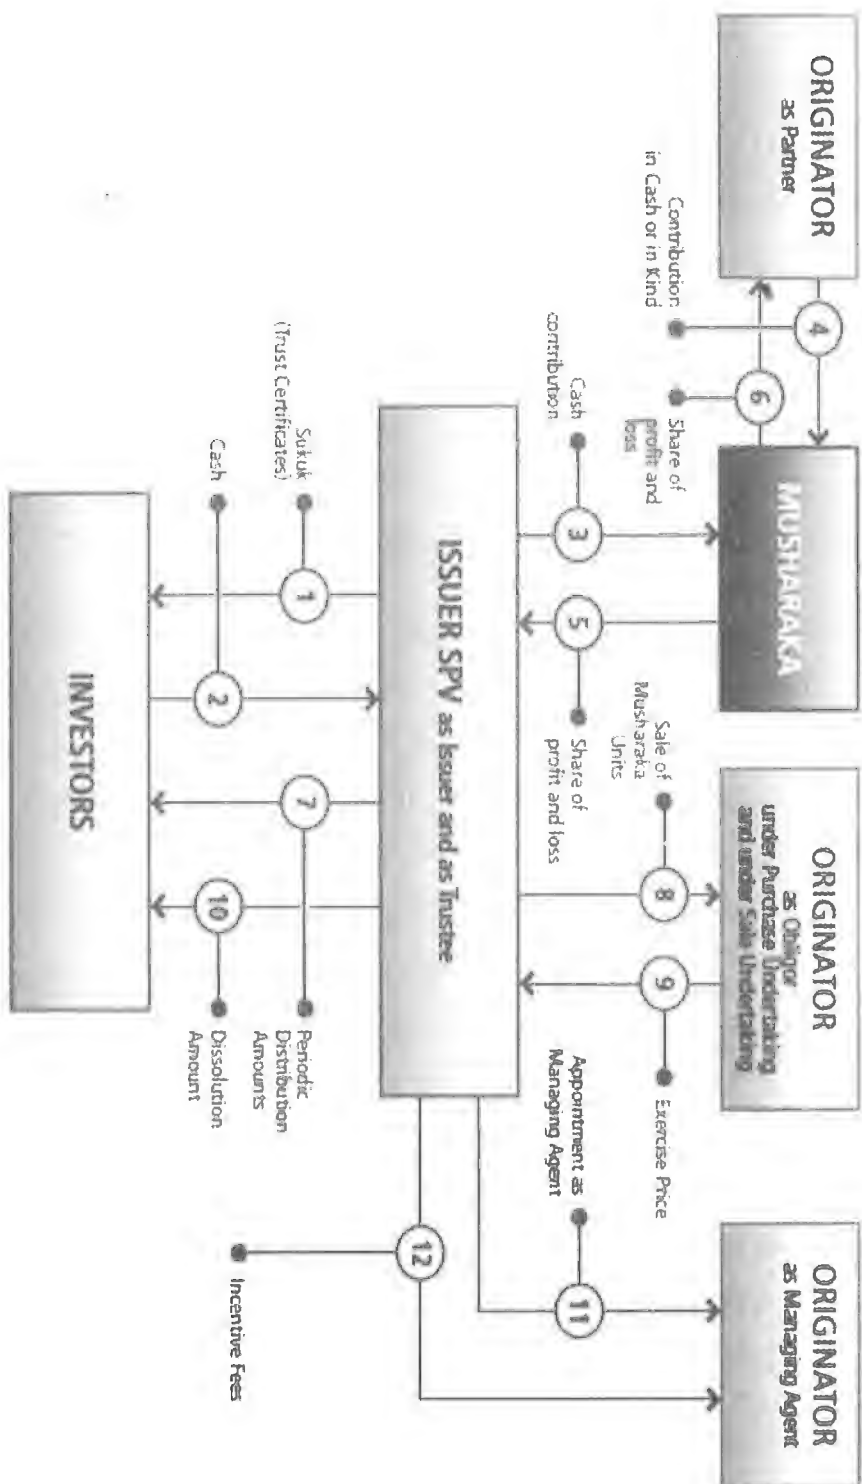 ORIGINATOR
as Partner
4
Contribution
in Cash or in Kind
6
Share of
profit and
loss
MUSHARAKA
Cash
contribution
3
5
Share of
profit and loss
ORIGINATOR
as Obligor
under Purchase Undertaking
and under Sale Undertaking
Sale of
Musharaka
Units
8
9
Exercise Price
ORIGINATOR
as Managing Agent
Appointment as
Managing Agent
11
12
Incentive Fees
ISSUER SPV as Issuer and as Trustee
Sukuk
(Trust Certificates)
1
Cash
2
7
Periodic
Distribution
Amounts
10
Dissolution
Amount
INVESTORS